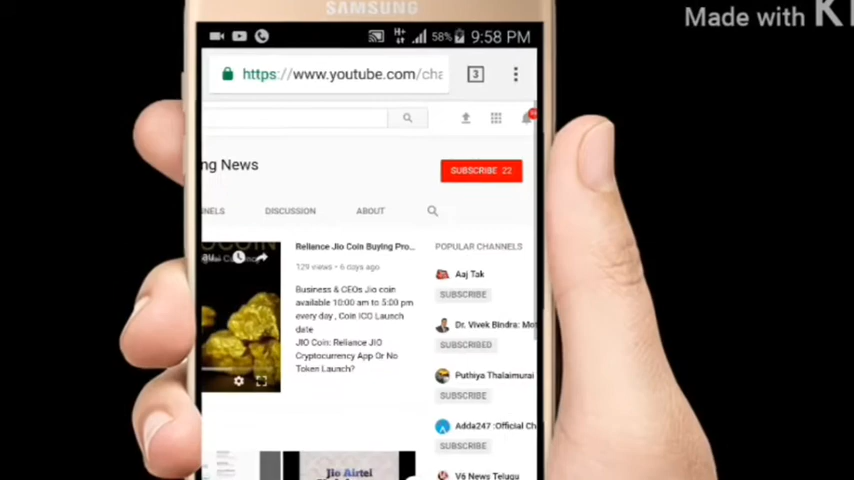 SAMSUNG
Made with
58% 9:58 PM
https://www.youtube.com/cha
3
ng News
SUBSCRIBE 22
NELS DISCUSSION ABOUT
Reliance Jio Coin Buying Pro...
129 views • 6 days ago
Business & CEOs Jio coin
available 10:00 am to 5:00 pm
every day , Coin ICO Launch
date
JIO Coin: Reliance JIO
Cryptocurrency App Or No
Token Launch?
POPULAR CHANNELS
Aaj Tak
SUBSCRIBE
Dr. Vivek Bindra: Mot
SUBSCRIBED
Puthiya Thalaimurai
SUBSCRIBE
Adda247 :Official Ch
SUBSCRIBE
V6 News Telugu
Jio Airtel